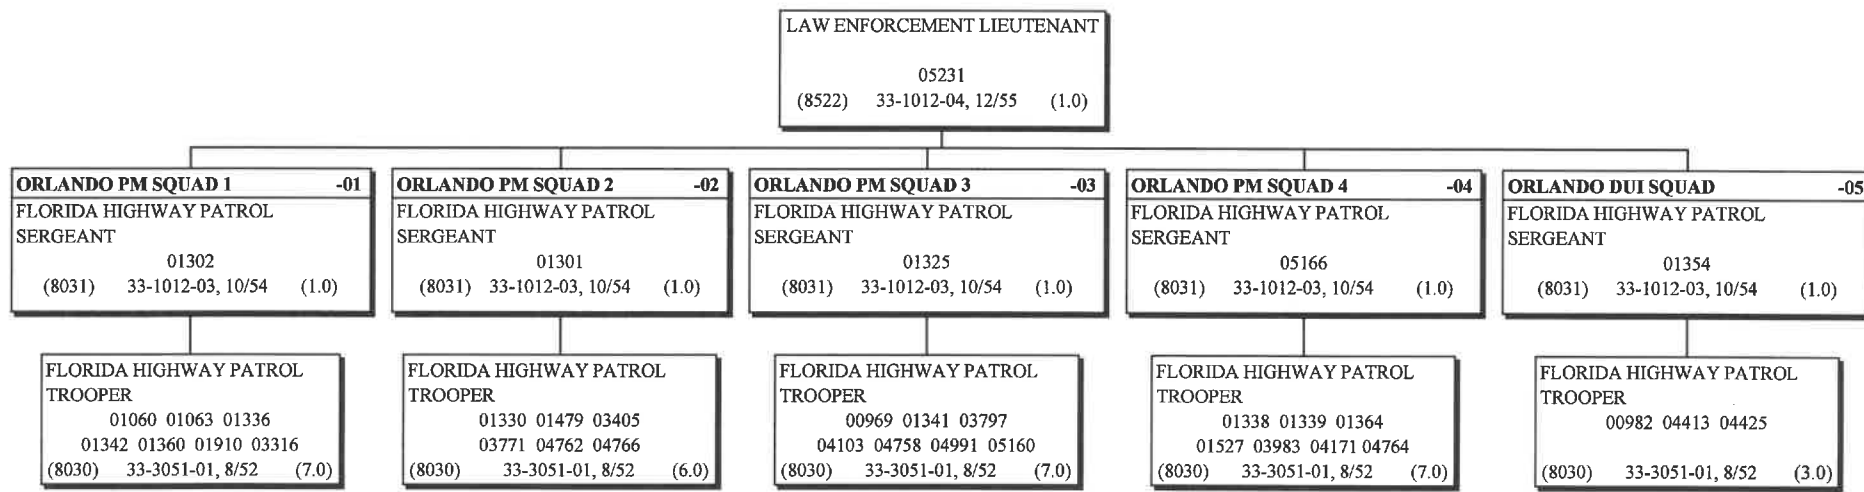 LAW ENFORCEMENT LIEUTENANT
05231
(8522) 33-1012-04, 12/55 (1.0)
ORLANDO PM SQUAD 1 -01
FLORIDA HIGHWAY PATROL
SERGEANT
01302
(8031) 33-1012-03, 10/54 (1.0)
FLORIDA HIGHWAY PATROL
TROOPER
01060 01063 01336
01342 01360 01910 03316
(8030) 33-3051-01, 8/52 (7.0)
ORLANDO PM SQUAD 2 -02
FLORIDA HIGHWAY PATROL
SERGEANT
01301
(8031) 33-1012-03, 10/54 (1.0)
FLORIDA HIGHWAY PATROL
TROOPER
01330 01479 03405
03771 04762 04766
(8030) 33-3051-01, 8/52 (6.0)
ORLANDO PM SQUAD 3 -03
FLORIDA HIGHWAY PATROL
SERGEANT
01325
(8031) 33-1012-03, 10/54 (1.0)
FLORIDA HIGHWAY PATROL
TROOPER
00969 01341 03797
04103 04758 04991 05160
(8030) 33-3051-01, 8/52 (7.0)
ORLANDO PM SQUAD 4 -04
FLORIDA HIGHWAY PATROL
SERGEANT
05166
(8031) 33-1012-03, 10/54 (1.0)
FLORIDA HIGHWAY PATROL
TROOPER
01338 01339 01364
01527 03983 04171 04764
(8030) 33-3051-01, 8/52 (7.0)
ORLANDO DUI SQUAD -05
FLORIDA HIGHWAY PATROL
SERGEANT
01354
(8031) 33-1012-03, 10/54 (1.0)
FLORIDA HIGHWAY PATROL
TROOPER
00982 04413 04425
(8030) 33-3051-01, 8/52 (3.0)